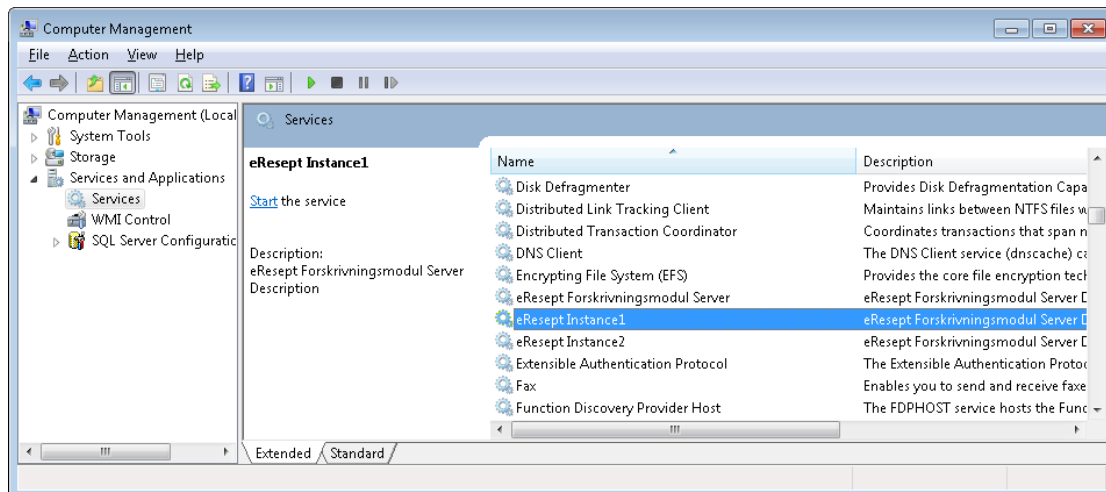 Computer Management
File Action View Help
Computer Management (Local
System Tools
Storage
Services and Applications
Services
WMI Control
SQL Server Configuratic
Services
eResept Instance1
Start the service
Description:
eResept Forskrivningsmodul Server
Description
Name Description
Disk Defragmenter Provides Disk Defragmentation Capa
Distributed Link Tracking Client Maintains links between NTFS files w
Distributed Transaction Coordinator Coordinates transactions that span n
DNS Client The DNS Client service (dnscache) ca
Encrypting File System (EFS) Provides the core file encryption tech
eResept Forskrivningsmodul Server eResept Forskrivningsmodul Server D
eResept Instance1 eResept Forskrivningsmodul Server D
eResept Instance2 eResept Forskrivningsmodul Server D
Extensible Authentication Protocol The Extensible Authentication Protoc
Fax Enables you to send and receive faxe
Function Discovery Provider Host The FDPHOST service hosts the Func
Extended Standard